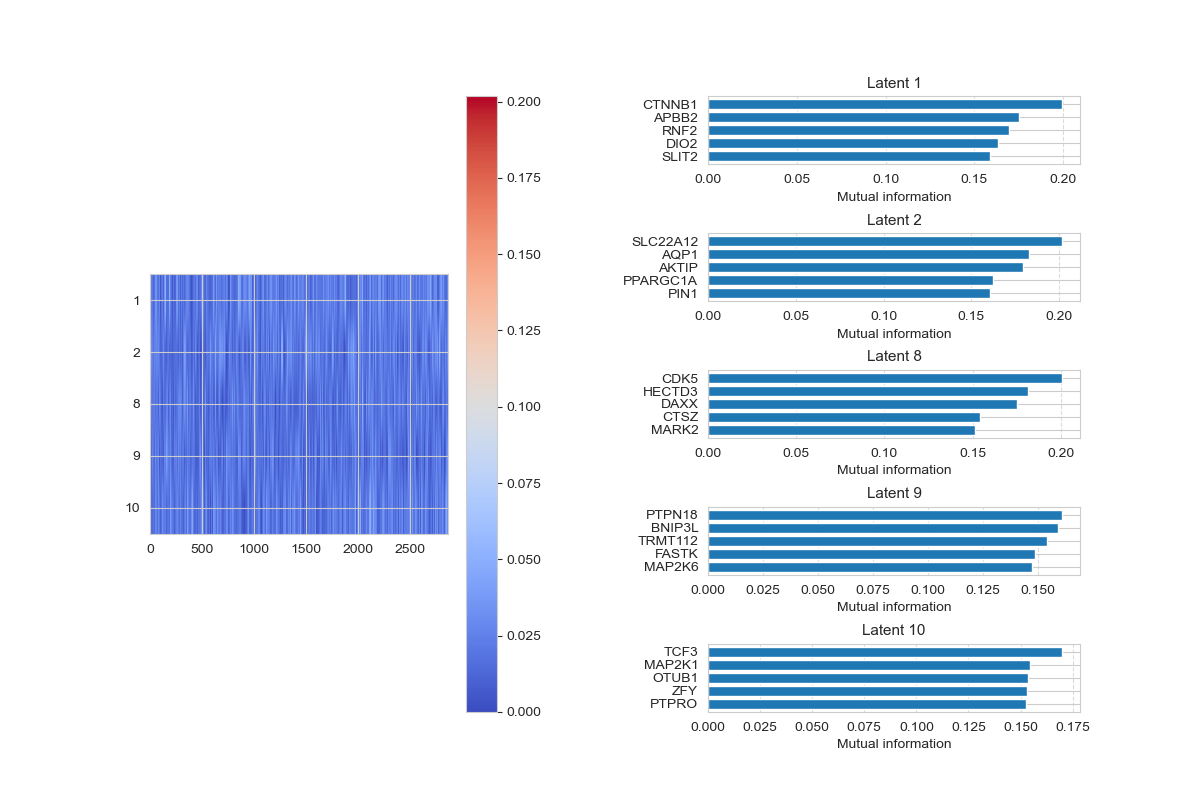 1
2
8
9
10
0 500 1000 1500 2000 2500
0.200
0.175
0.150
0.125
0.100
0.075
0.050
0.025
0.000
Latent 1
CTNNB1
APBB2
RNF2
DIO2
SLIT2
0.00 0.05 0.10 0.15 0.20
Mutual information
Latent 2
SLC22A12
AQP1
AKTIP
PPARGC1A
PIN1
0.00 0.05 0.10 0.15 0.20
Mutual information
Latent 8
CDK5
HECTD3
DAXX
CTSZ
MARK2
0.00 0.05 0.10 0.15 0.20
Mutual information
Latent 9
PTPN18
BNIP3L
TRMT112
FASTK
MAP2K6
0.000 0.025 0.050 0.075 0.100 0.125 0.150
Mutual information
Latent 10
TCF3
MAP2K1
OTUB1
ZFY
PTPRO
0.000 0.025 0.050 0.075 0.100 0.125 0.150 0.175
Mutual information